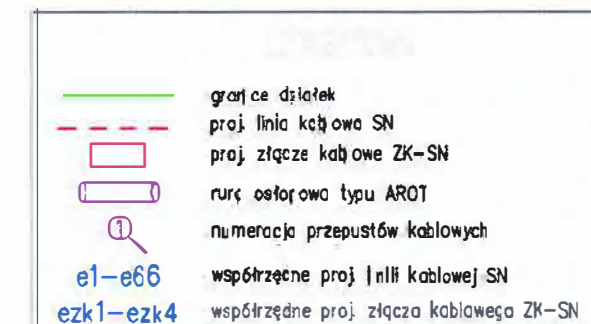 granice działek
proj. linia kablowa SN
proj. złącze kablowe ZK-SN
rura osłonowa typu AROT
1 numeracja przepustów kablowych
e1-e66 współrzędne proj. linii kablowej SN
ezk1-ezk4 współrzędne proj. złącza kablowego ZK-SN